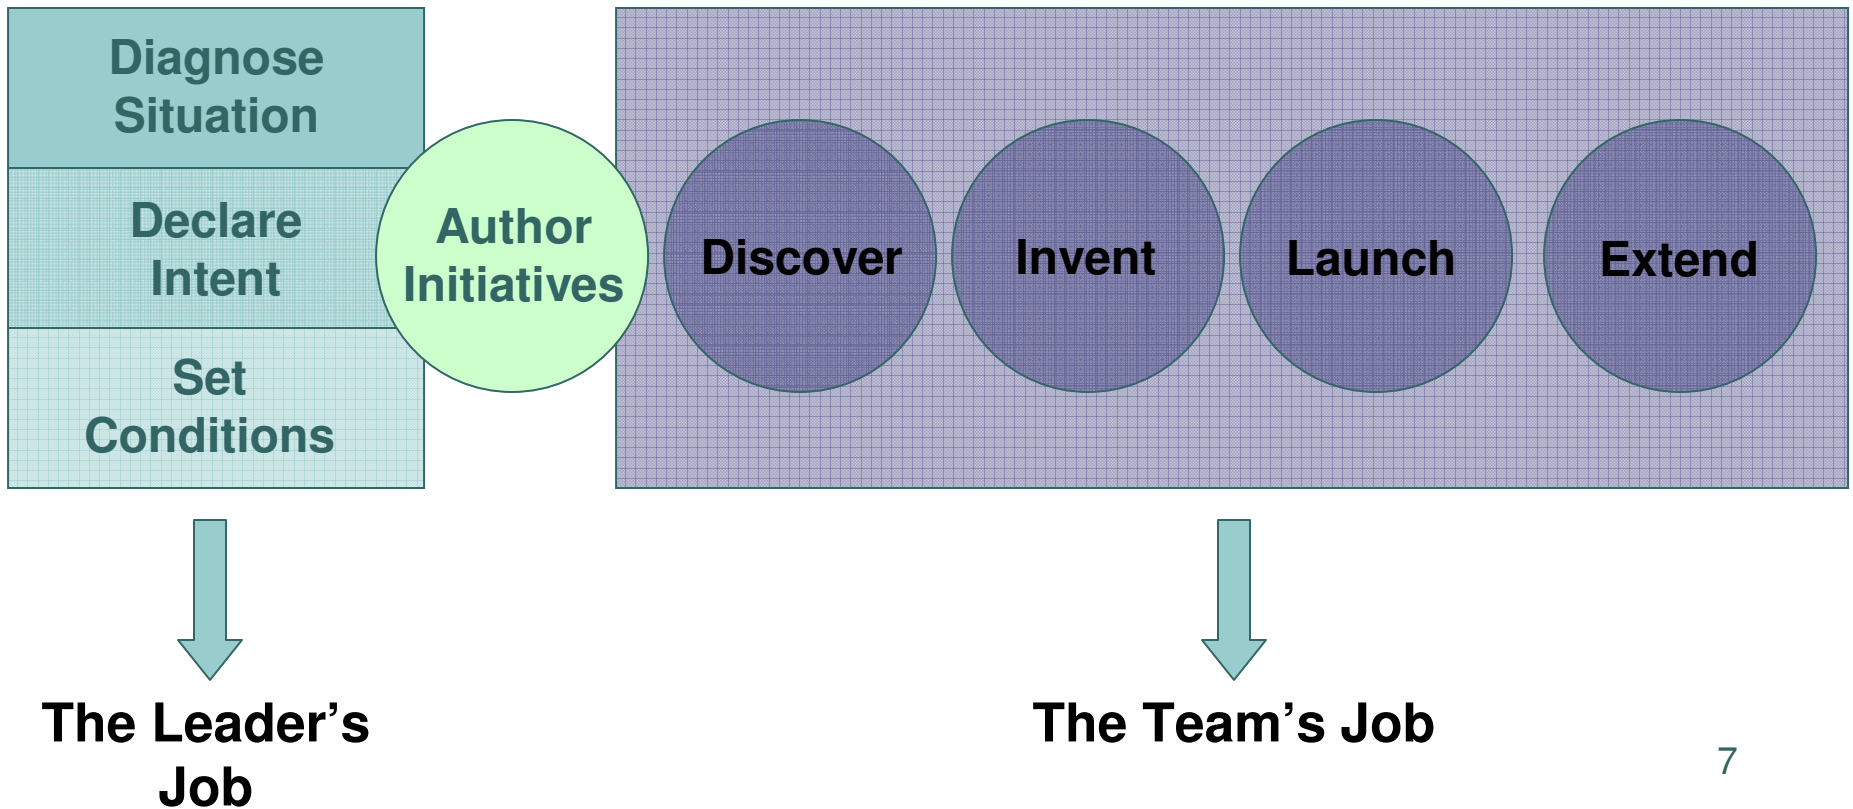 Diagnose
Situation
Declare
Intent
Set
Conditions
Author
Initiatives
Discover
Invent
Launch
Extend
The Leader’s
Job
The Team’s Job
7